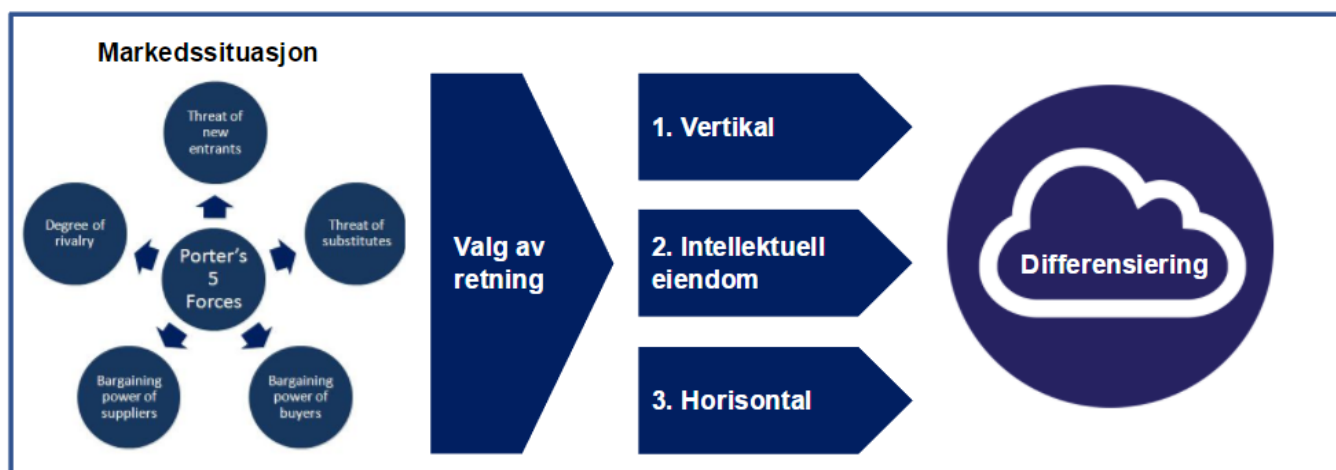 Markedssituasjon
Threat of
new
entrants
Degree of
rivalry
Threat of
substitutes
Porter's
5
Forces
Bargaining
power of
suppliers
Bargaining
power of
buyers
Valg av
retning
1. Vertikal
2. Intellektuell
eiendom
3. Horisontal
Differensiering